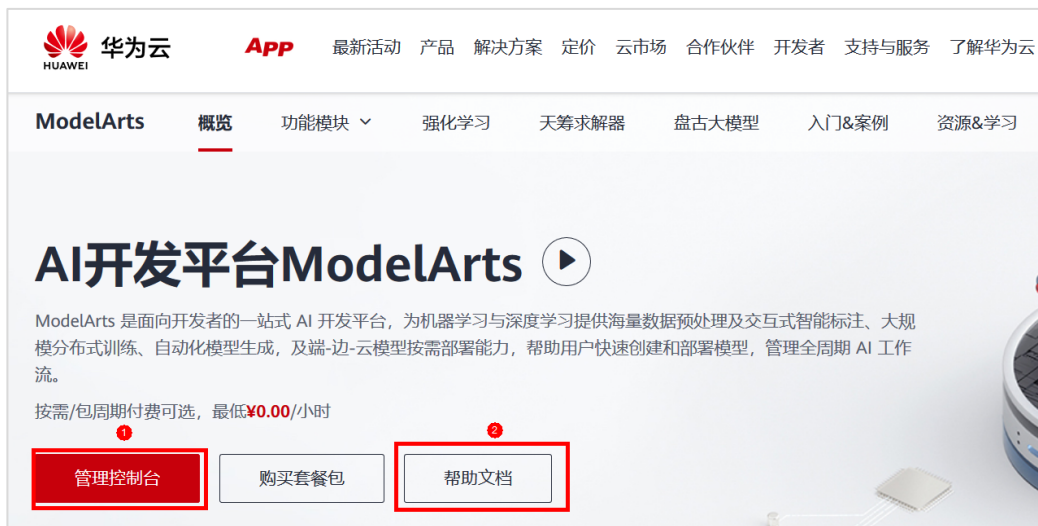 华为云
HUAWEI
APP 最新活动 产品 解决方案 定价 云市场 合作伙伴 开发者 支持与服务 了解华为云
ModelArts 概览 功能模块 强化学习 天筹求解器 盘古大模型 入门&案例 资源&学习
AI开发平台ModelArts
ModelArts 是面向开发者的一站式 AI 开发平台，为机器学习与深度学习提供海量数据预处理及交互式智能标注、大规
模分布式训练、自动化模型生成，及端-边-云模型按需部署能力，帮助用户快速创建和部署模型，管理全周期 AI 工作
流。
按需/包周期付费可选，最低¥0.00/小时
1 2
管理控制台 购买套餐包 帮助文档